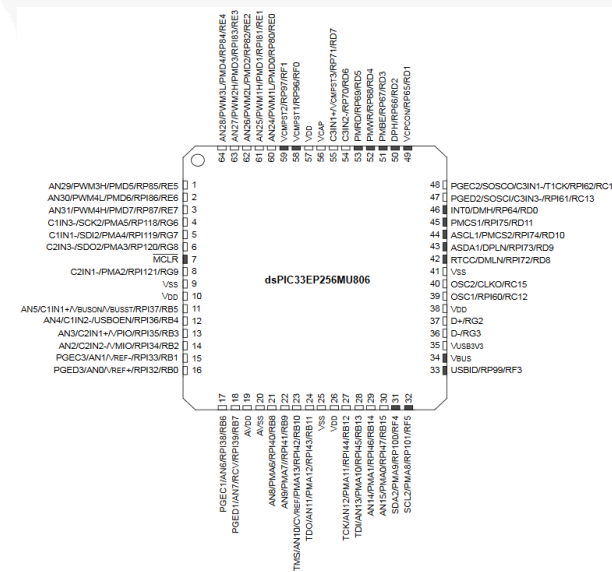 AN28/PWM3L/PMD4/RP84/RE4
AN27/PWM2H/PMD3/RPI83/RE3
AN26/PWM2L/PMD2/RP82/RE2
AN25/PWM1H/PMD1/RPI81/RE1
AN24/PWM1L/PMD0/RP80/RE0
VCMPST2/RP97/RF1
VCMPST1/RP96/RF0
VDD
VCAP
C3IN1+/VCMPST3/RP71/RD7
C3IN2-/RP70/RD6
PMRD/RP69/RD5
PMWR/RP68/RD4
PMBE/RP67/RD3
DPH/RP66/RD2
VCPCON/RP65/RD1
64 63 62 61 60 59 58 57 56 55 54 53 52 51 50 49
AN29/PWM3H/PMD5/RP85/RE5 1
AN30/PWM4L/PMD6/RPI86/RE6 2
AN31/PWM4H/PMD7/RP87/RE7 3
C1IN3-/SCK2/PMA5/RP118/RG6 4
C1IN1-/SDI2/PMA4/RPI119/RG7 5
C2IN3-/SDO2/PMA3/RP120/RG8 6
MCLR 7
C2IN1-/PMA2/RPI121/RG9 8
VSS 9
VDD 10
AN5/C1IN1+/VBUSON/VBUSST/RPI37/RB5 11
AN4/C1IN2-/USBOEN/RPI36/RB4 12
AN3/C2IN1+/VPIO/RPI35/RB3 13
AN2/C2IN2-/VMIO/RPI34/RB2 14
PGEC3/AN1/VREF-/RPI33/RB1 15
PGED3/AN0/VREF+/RPI32/RB0 16
dsPIC33EP256MU806
48 PGEC2/SOSCO/C3IN1-/T1CK/RPI62/RC1
47 PGED2/SOSCI/C3IN3-/RPI61/RC13
46 INT0/DMH/RP64/RD0
45 PMCS1/RPI75/RD11
44 ASCL1/PMCS2/RPI74/RD10
43 ASDA1/DPLN/RPI73/RD9
42 RTCC/DMLN/RPI72/RD8
41 VSS
40 OSC2/CLKO/RC15
39 OSC1/RPI60/RC12
38 VDD
37 D+/RG2
36 D-/RG3
35 VUSB3V3
34 VBUS
33 USBID/RP99/RF3
17 18 19 20 21 22 23 24 25 26 27 28 29 30 31 32
PGEC1/AN6/RPI38/RB6
PGED1/AN7/RCV/RPI39/RB7
AVDD
AVSS
AN8/PMA6/RPI40/RB8
AN9/PMA7/RPI41/RB9
TMS/AN10/CVREF/PMA13/RPI42/RB10
TDO/AN11/PMA12/RPI43/RB11
VSS
VDD
TCK/AN12/PMA11/RPI44/RB12
TDI/AN13/PMA10/RPI45/RB13
AN14/PMA1/RPI46/RB14
AN15/PMA0/RPI47/RB15
SDA2/PMA9/RP100/RF4
SCL2/PMA8/RP101/RF5